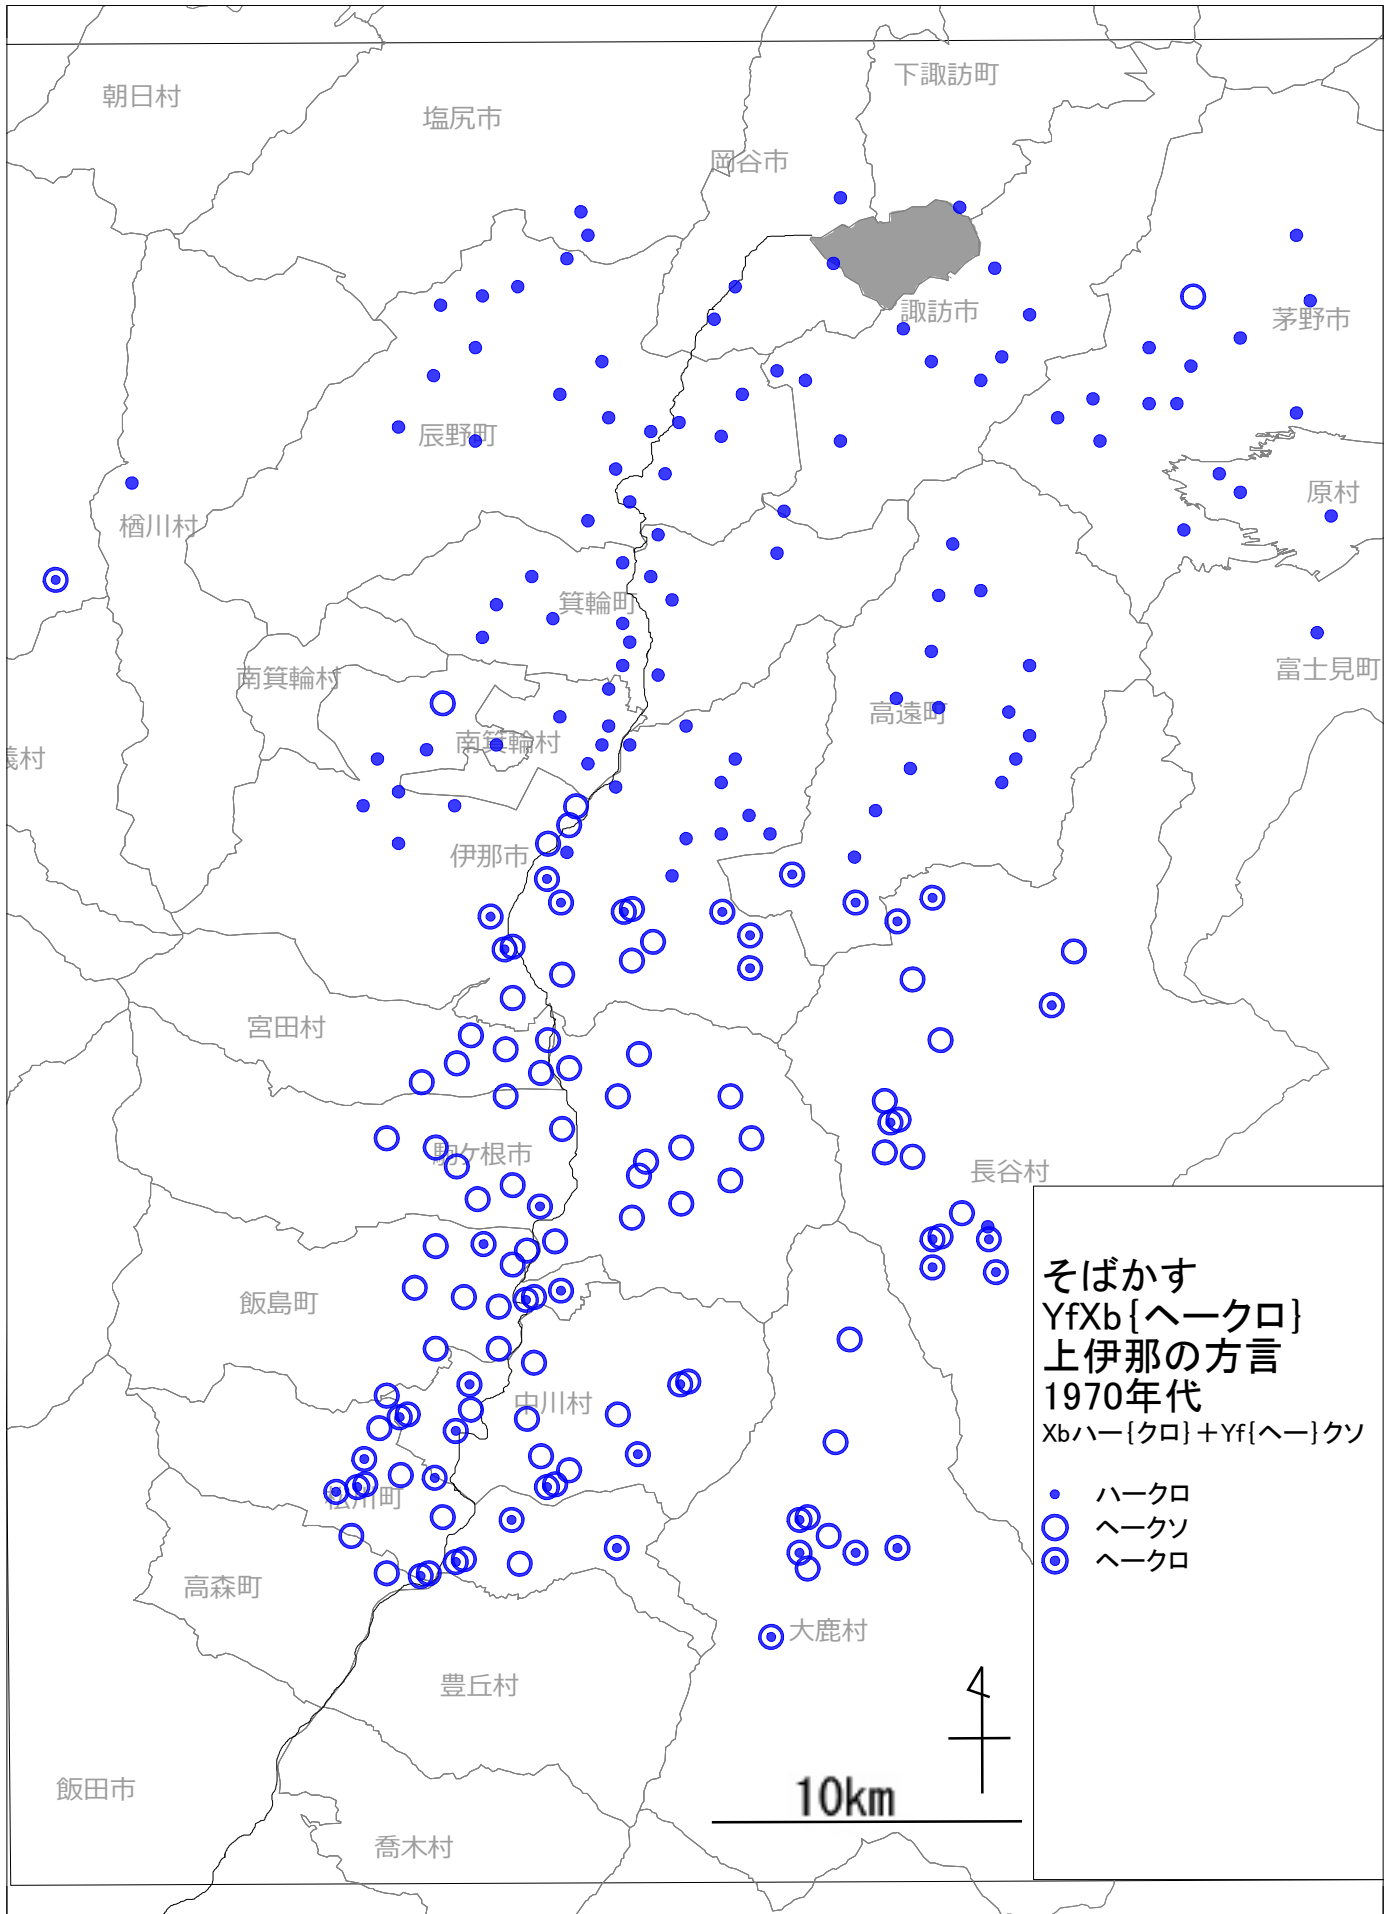 下諏訪町
朝日村
塩尻市
岡谷市
諏訪市
茅野市
辰野町
原村
楢川村
箕輪町
南箕輪村
富士見町
高遠町
南箕輪村
義村
伊那市
宮田村
駒ケ根市
長谷村
飯島町
中川村
松川町
高森町
大鹿村
豊丘村
飯田市
喬木村
10km
そばかす
YfXb{ヘークロ}
上伊那の方言
1970年代
Xbハー{クロ}＋Yf{ヘー}クソ
ハークロ
ヘークソ
ヘークロ